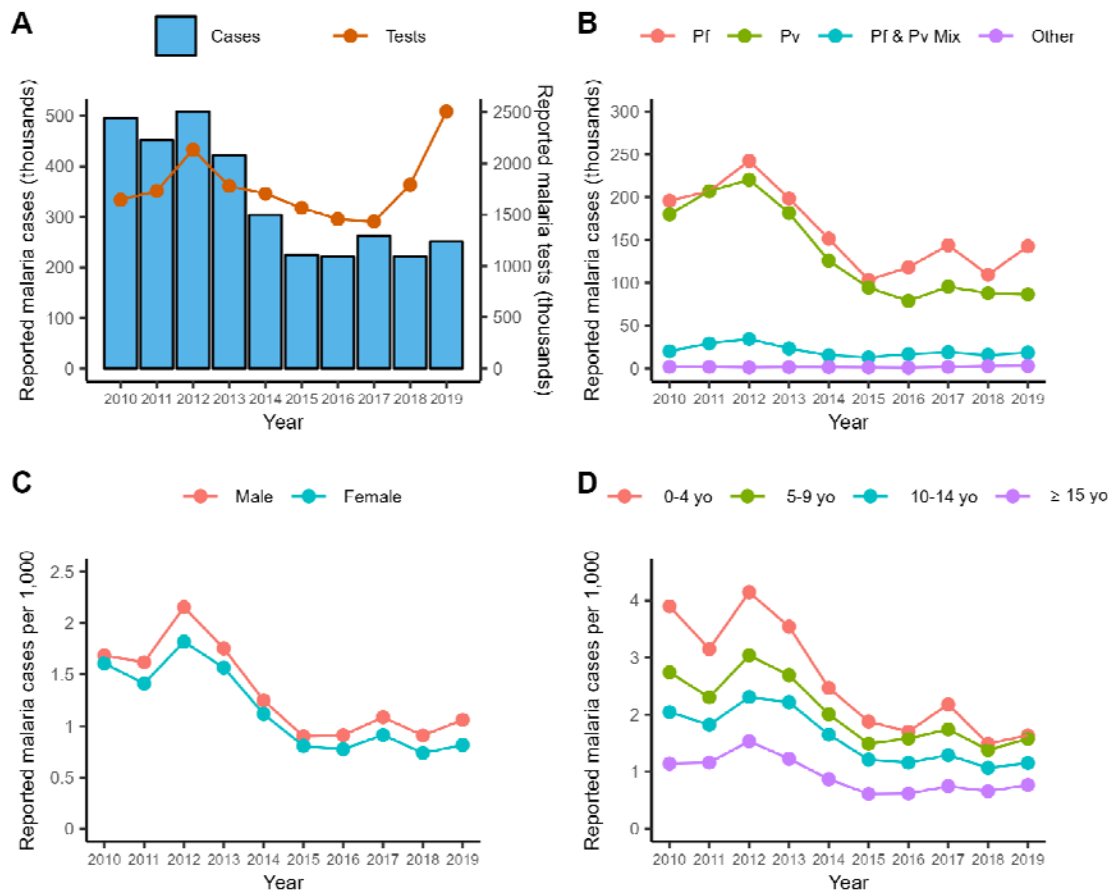 A
Cases
Tests
Reported malaria cases (thousands)
500
400
300
200
100
0
2500
2000
1500
1000
500
0
Reported malaria tests (thousands)
2010 2011 2012 2013 2014 2015 2016 2017 2018 2019
Year
B
Pf
Pv
Pf & Pv Mix
Other
Reported malaria cases (thousands)
300
250
200
150
100
50
0
2010 2011 2012 2013 2014 2015 2016 2017 2018 2019
Year
C
Male
Female
Reported malaria cases per 1,000
2.5
2
1.5
1
0.5
0
2010 2011 2012 2013 2014 2015 2016 2017 2018 2019
Year
D
0-4 yo
5-9 yo
10-14 yo
≥ 15 yo
Reported malaria cases per 1,000
4
3
2
1
0
2010 2011 2012 2013 2014 2015 2016 2017 2018 2019
Year